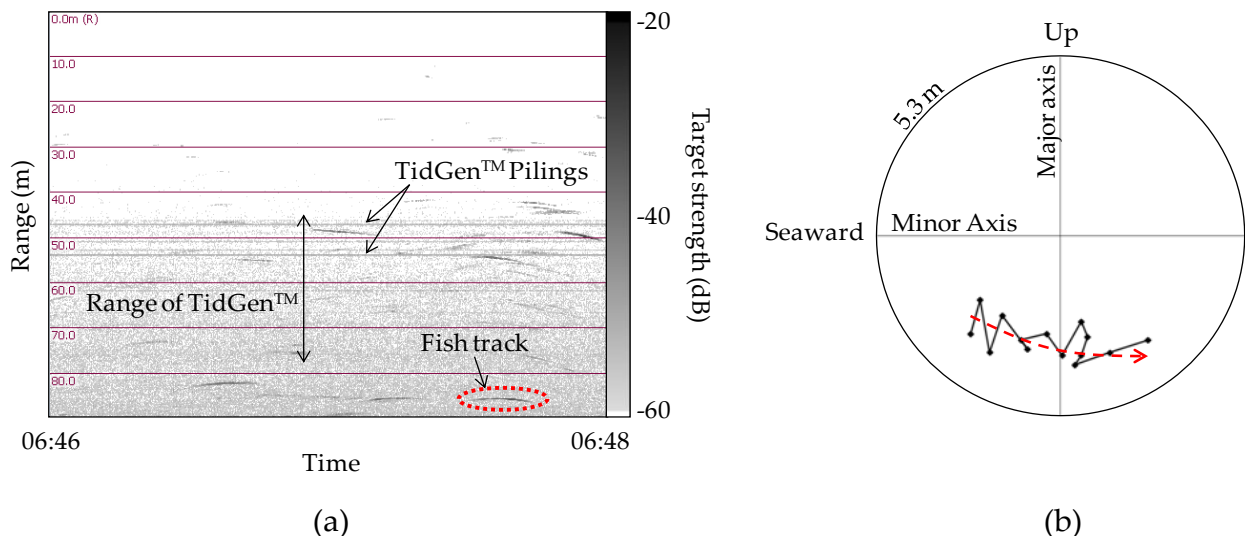 0.0m (R)
10.0
20.0
30.0
40.0
50.0
60.0
70.0
80.0
Range (m)
TidGen™ Pilings
Range of TidGen™
Fish track
06:46
06:48
Time
-20
-40
-60
Target strength (dB)
(a)
Up
5.3 m
Major axis
Seaward
Minor Axis
(b)